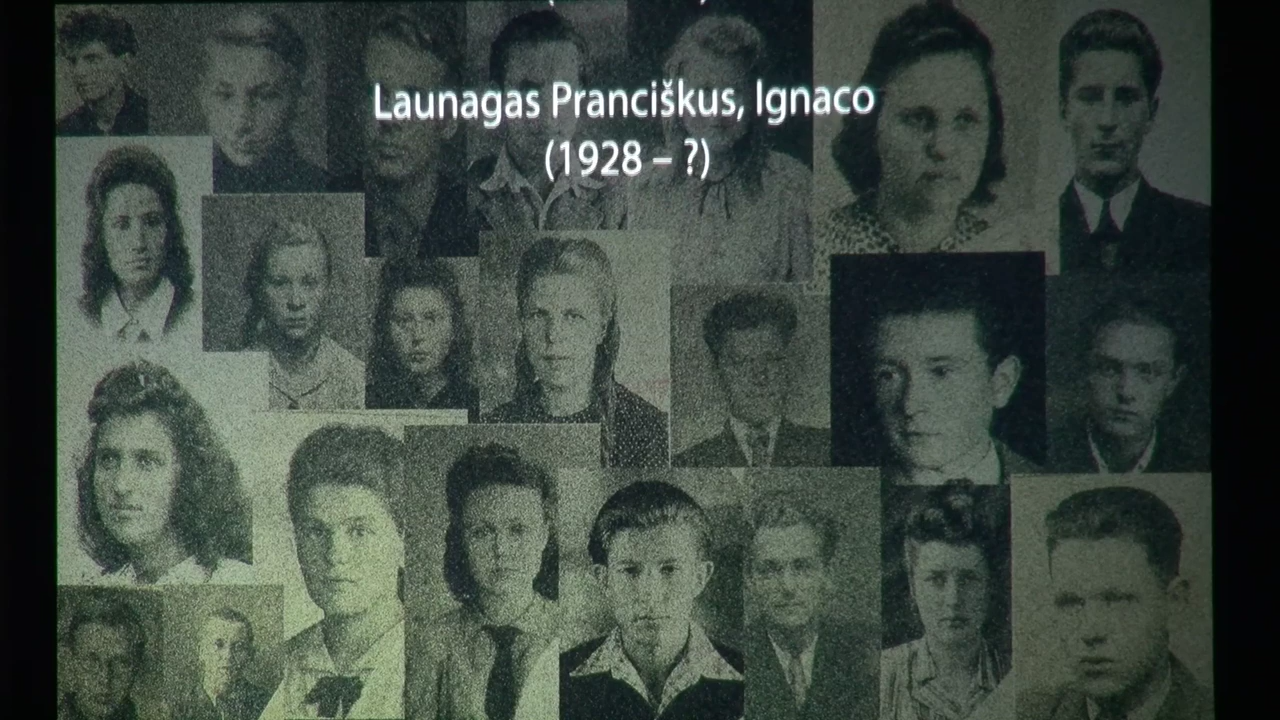 Launagas Pranciškus, Ignaco
(1928 – ?)